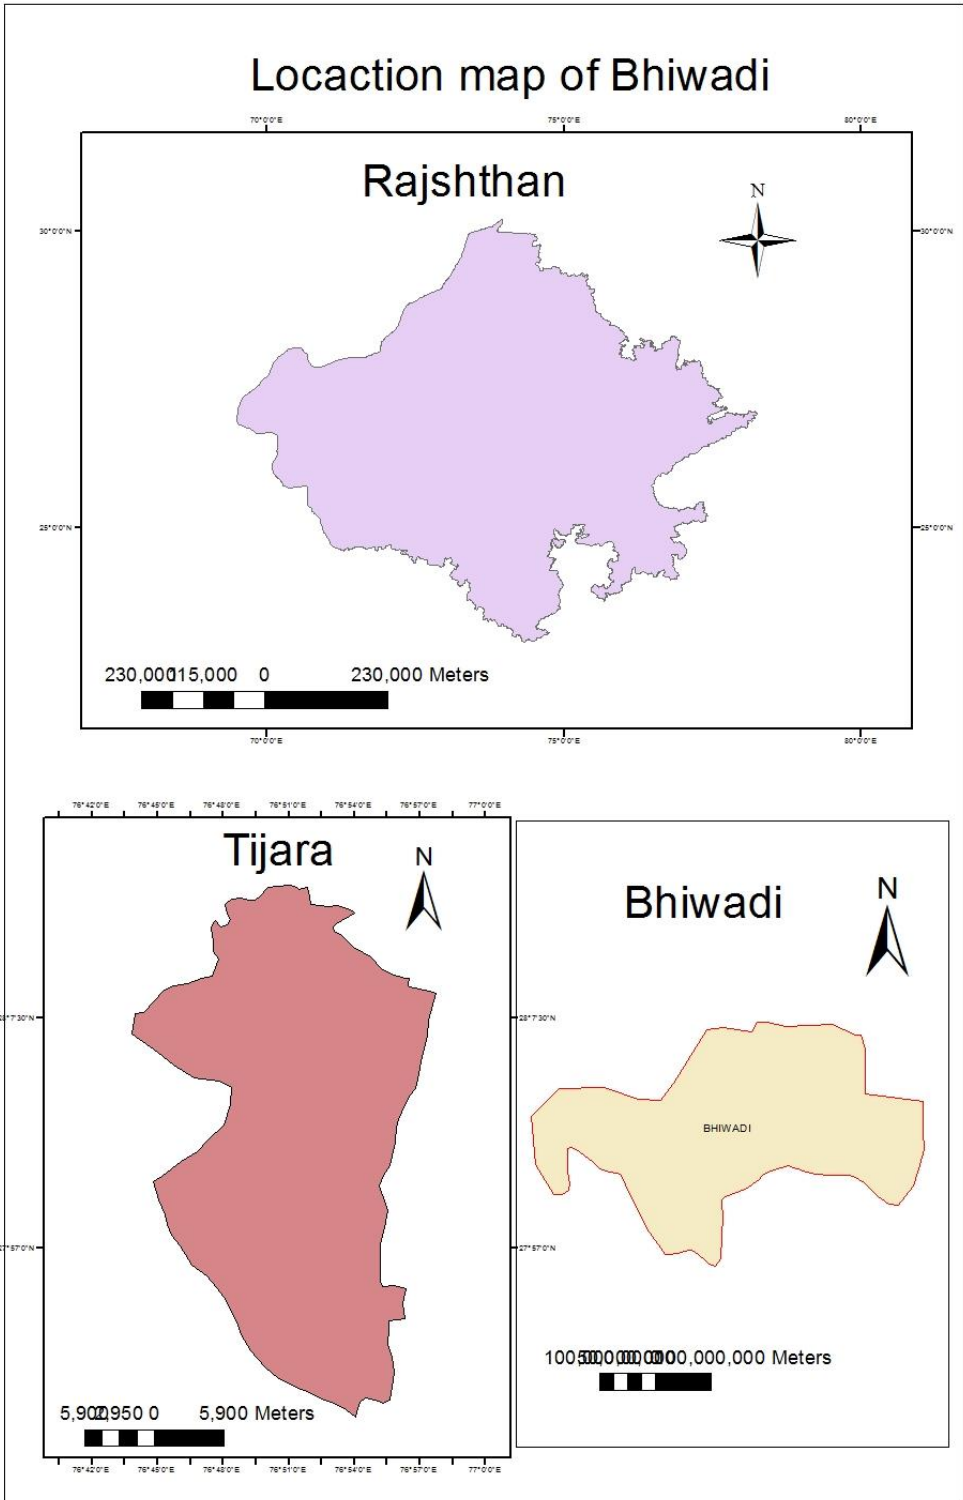 Locaction map of Bhiwadi
70°0'0"E 75°0'0"E 80°0'0"E
Rajshthan
N
30°0'0"N 30°0'0"N
25°0'0"N 25°0'0"N
230,000 115,000 0 230,000 Meters
70°0'0"E 75°0'0"E 80°0'0"E
76°42'0"E 76°45'0"E 76°48'0"E 76°51'0"E 76°54'0"E 76°57'0"E 77°0'0"E
Tijara
N
28°7'30"N 28°7'30"N
27°57'0"N 27°57'0"N
5,900 2,950 0 5,900 Meters
76°42'0"E 76°45'0"E 76°48'0"E 76°51'0"E 76°54'0"E 76°57'0"E 77°0'0"E
Bhiwadi
N
BHIWADI
Meters